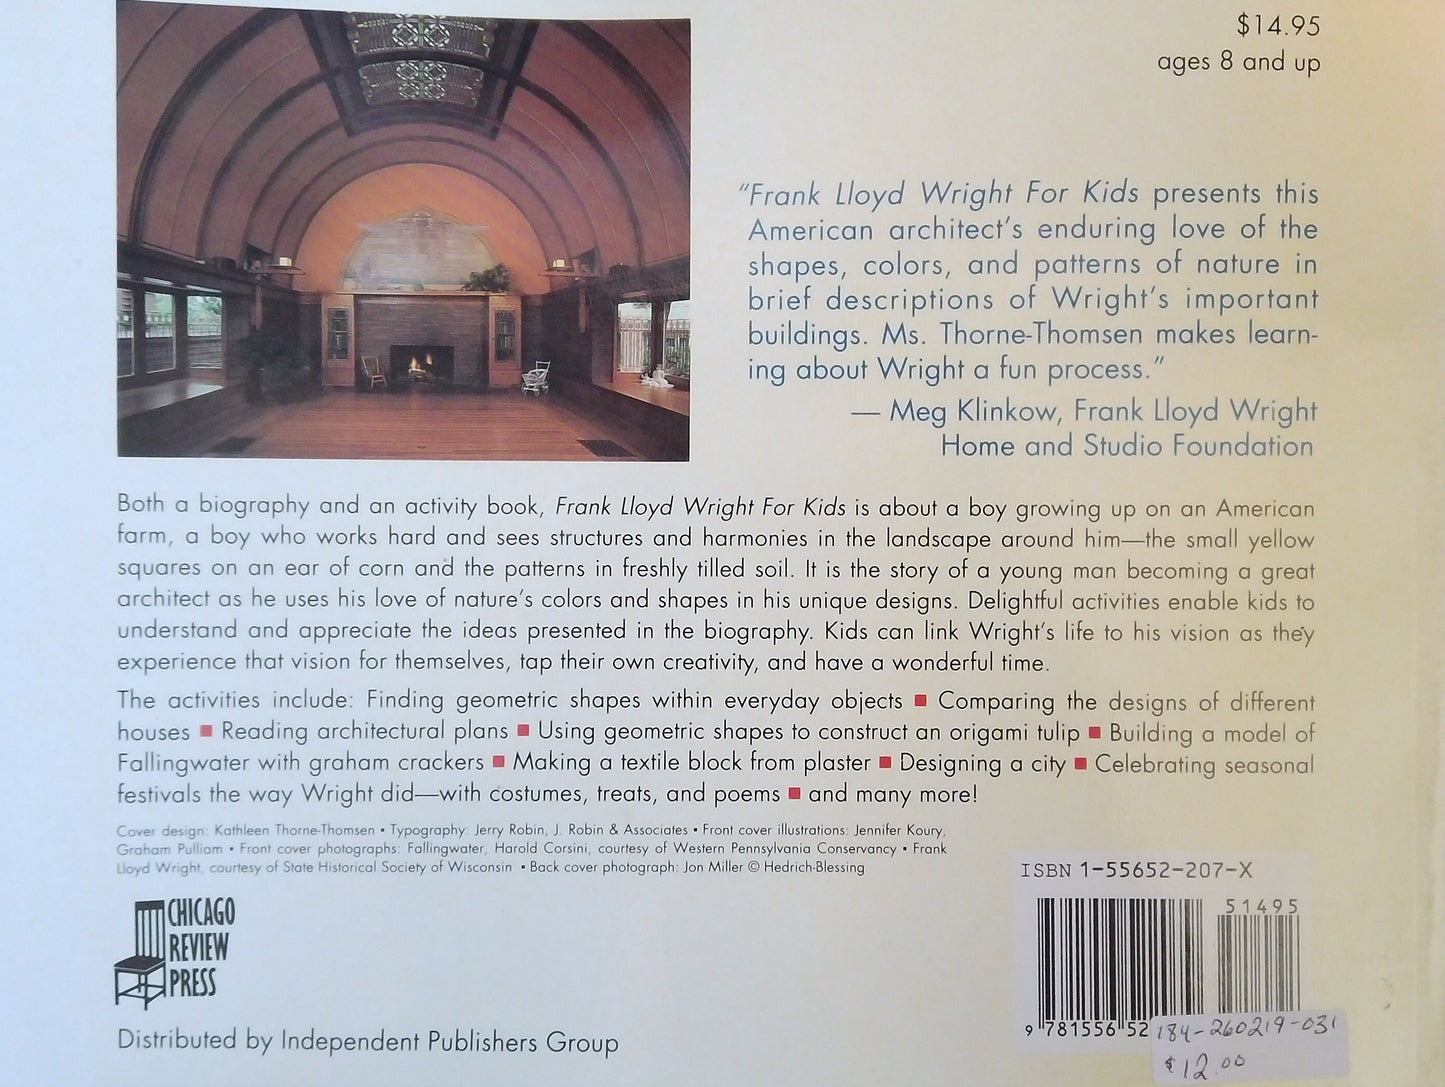 $14.95
ages 8 and up
“Frank Lloyd Wright For Kids presents this
American architect’s enduring love of the
shapes, colors, and patterns of nature in
brief descriptions of Wright’s important
buildings. Ms. Thorne-Thomsen makes learn-
ing about Wright a fun process.”
— Meg Klinkow, Frank Lloyd Wright
Home and Studio Foundation
Both a biography and an activity book, Frank Lloyd Wright For Kids is about a boy growing up on an American
farm, a boy who works hard and sees structures and harmonies in the landscape around him—the small yellow
squares on an ear of corn and the patterns in freshly tilled soil. It is the story of a young man becoming a great
architect as he uses his love of nature’s colors and shapes in his unique designs. Delightful activities enable kids to
understand and appreciate the ideas presented in the biography. Kids can link Wright’s life to his vision as they
experience that vision for themselves, tap their own creativity, and have a wonderful time.
The activities include: Finding geometric shapes within everyday objects ■ Comparing the designs of different
houses ■ Reading architectural plans ■ Using geometric shapes to construct an origami tulip ■ Building a model of
Fallingwater with graham crackers ■ Making a textile block from plaster ■ Designing a city ■ Celebrating seasonal
festivals the way Wright did—with costumes, treats, and poems ■ and many more!
Cover design: Kathleen Thorne-Thomsen ▪ Typography: Jerry Robin, J. Robin & Associates ▪ Front cover illustrations: Jennifer Koury,
Graham Pulliam ▪ Front cover photographs: Fallingwater, Harold Corsini, courtesy of Western Pennsylvania Conservancy ▪ Frank
Lloyd Wright, courtesy of State Historical Society of Wisconsin ▪ Back cover photograph: Jon Miller © Hedrich-Blessing
CHICAGO
REVIEW
PRESS
Distributed by Independent Publishers Group
ISBN 1-55652-207-X
51495
9 781556 52
184-260219-031
$12.00